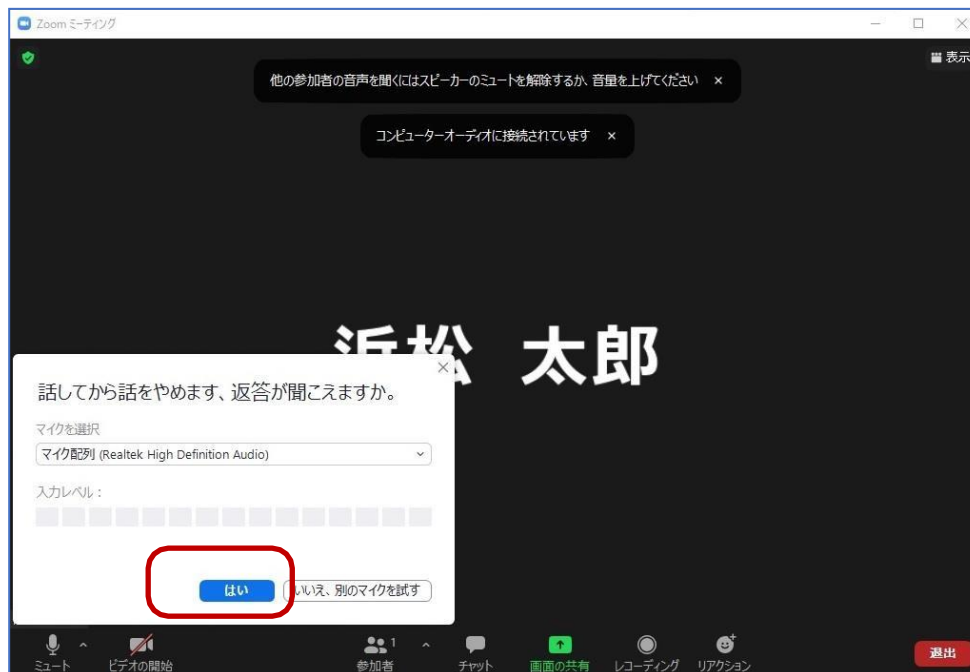 Zoom ミーティング
表示
他の参加者の音声を聞くにはスピーカーのミュートを解除するか、音量を上げてください
コンピューターオーディオに接続されています
浜松 太郎
話してから話をやめます、返答が聞こえますか。
マイクを選択
マイク配列 (Realtek High Definition Audio)
入力レベル：
はい
いいえ、別のマイクを試す
1
ミュート
ビデオの開始
参加者
チャット
画面の共有
レコーディング
リアクション
退出